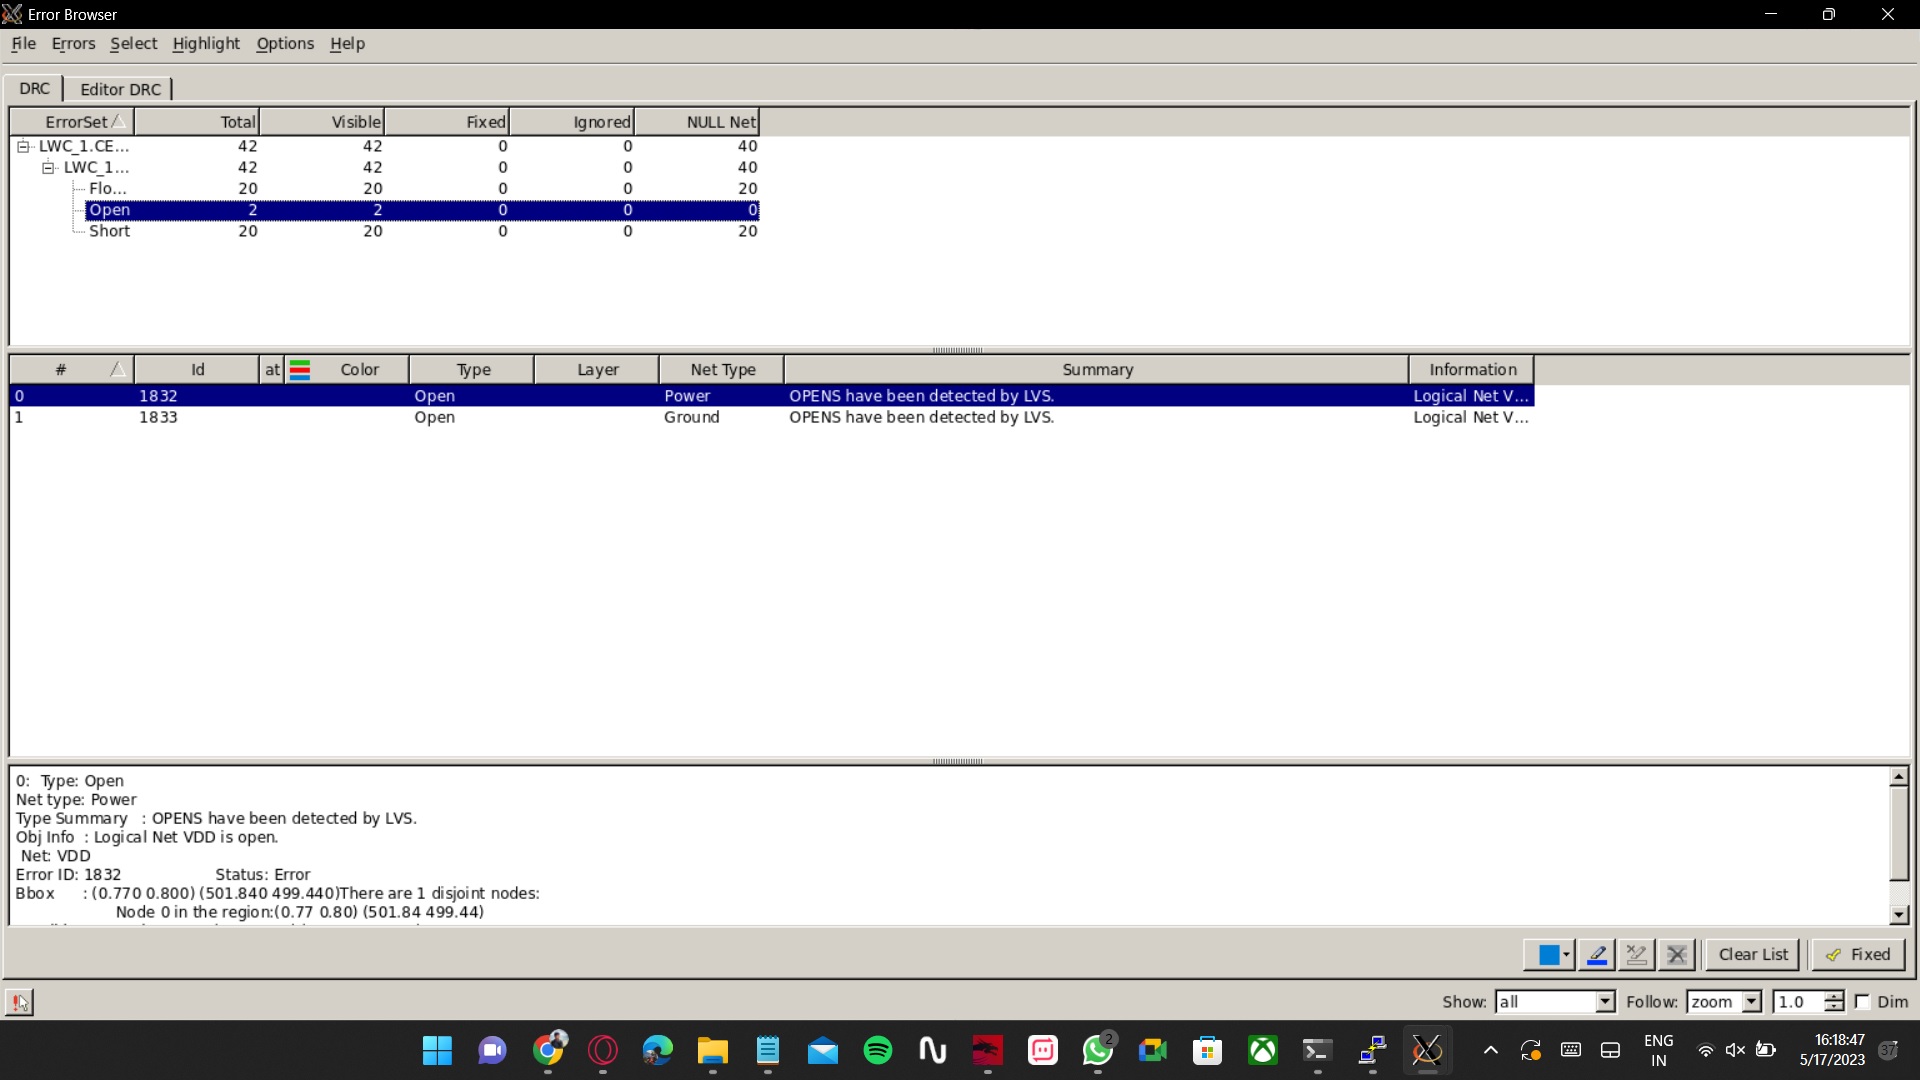 Error Browser
File Errors Select Highlight Options Help
DRC Editor DRC
ErrorSet Total Visible Fixed Ignored NULL Net
LWC_1.CE... 42 42 0 0 40
LWC_1... 42 42 0 0 40
Flo... 20 20 0 0 20
Open 2 2 0 0 0
Short 20 20 0 0 20
# Id at Color Type Layer Net Type Summary Information
0 1832 Open Power OPENS have been detected by LVS. Logical Net V...
1 1833 Open Ground OPENS have been detected by LVS. Logical Net V...
0: Type: Open
Net type: Power
Type Summary : OPENS have been detected by LVS.
Obj Info : Logical Net VDD is open.
Net: VDD
Error ID: 1832 Status: Error
Bbox : (0.770 0.800) (501.840 499.440)There are 1 disjoint nodes:
Node 0 in the region:(0.77 0.80) (501.84 499.44)
Clear List Fixed
Show: all Follow: zoom 1.0 Dim
2
ENG
IN
16:18:47
5/17/2023
37